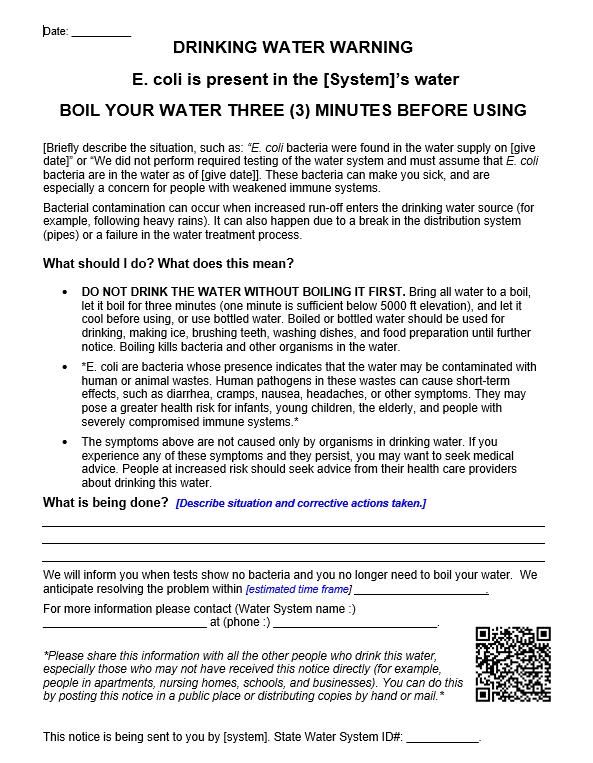 Date: __________
DRINKING WATER WARNING
E. coli is present in the [System]’s water
BOIL YOUR WATER THREE (3) MINUTES BEFORE USING
[Briefly describe the situation, such as: “E. coli bacteria were found in the water supply on [give
date]” or “We did not perform required testing of the water system and must assume that E. coli
bacteria are in the water as of [give date]]. These bacteria can make you sick, and are
especially a concern for people with weakened immune systems.
Bacterial contamination can occur when increased run-off enters the drinking water source (for
example, following heavy rains). It can also happen due to a break in the distribution system
(pipes) or a failure in the water treatment process.
What should I do? What does this mean?
• DO NOT DRINK THE WATER WITHOUT BOILING IT FIRST. Bring all water to a boil,
let it boil for three minutes (one minute is sufficient below 5000 ft elevation), and let it
cool before using, or use bottled water. Boiled or bottled water should be used for
drinking, making ice, brushing teeth, washing dishes, and food preparation until further
notice. Boiling kills bacteria and other organisms in the water.
• *E. coli are bacteria whose presence indicates that the water may be contaminated with
human or animal wastes. Human pathogens in these wastes can cause short-term
effects, such as diarrhea, cramps, nausea, headaches, or other symptoms. They may
pose a greater health risk for infants, young children, the elderly, and people with
severely compromised immune systems.*
• The symptoms above are not caused only by organisms in drinking water. If you
experience any of these symptoms and they persist, you may want to seek medical
advice. People at increased risk should seek advice from their health care providers
about drinking this water.
What is being done? [Describe situation and corrective actions taken.]
We will inform you when tests show no bacteria and you no longer need to boil your water. We
anticipate resolving the problem within [estimated time frame] ______________________.
For more information please contact (Water System name :)
___________________________ at (phone :) ___________________________.
*Please share this information with all the other people who drink this water,
especially those who may not have received this notice directly (for example,
people in apartments, nursing homes, schools, and businesses). You can do this
by posting this notice in a public place or distributing copies by hand or mail.*
This notice is being sent to you by [system]. State Water System ID#: ____________.